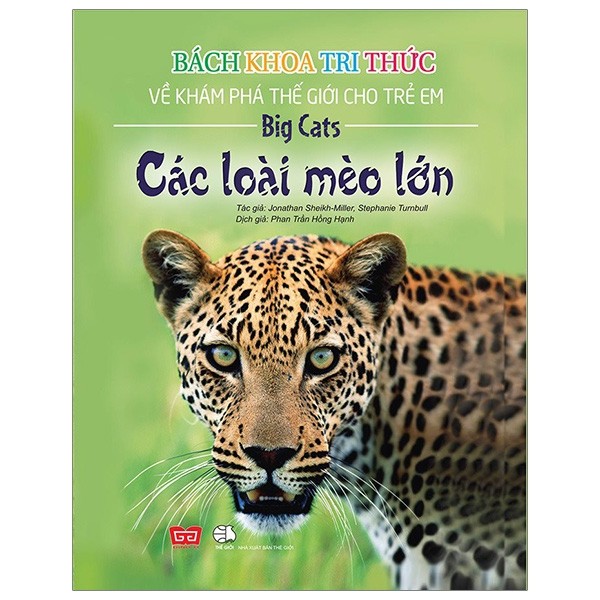 BÁCH KHOA TRI THỨC
VỀ KHÁM PHÁ THẾ GIỚI CHO TRẺ EM
Big Cats
Các loài mèo lớn
Tác giả: Jonathan Sheikh-Miller, Stephanie Turnbull
Dịch giả: Phan Trần Hồng Hạnh
THẾ GIỚI
NHÀ XUẤT BẢN THẾ GIỚI